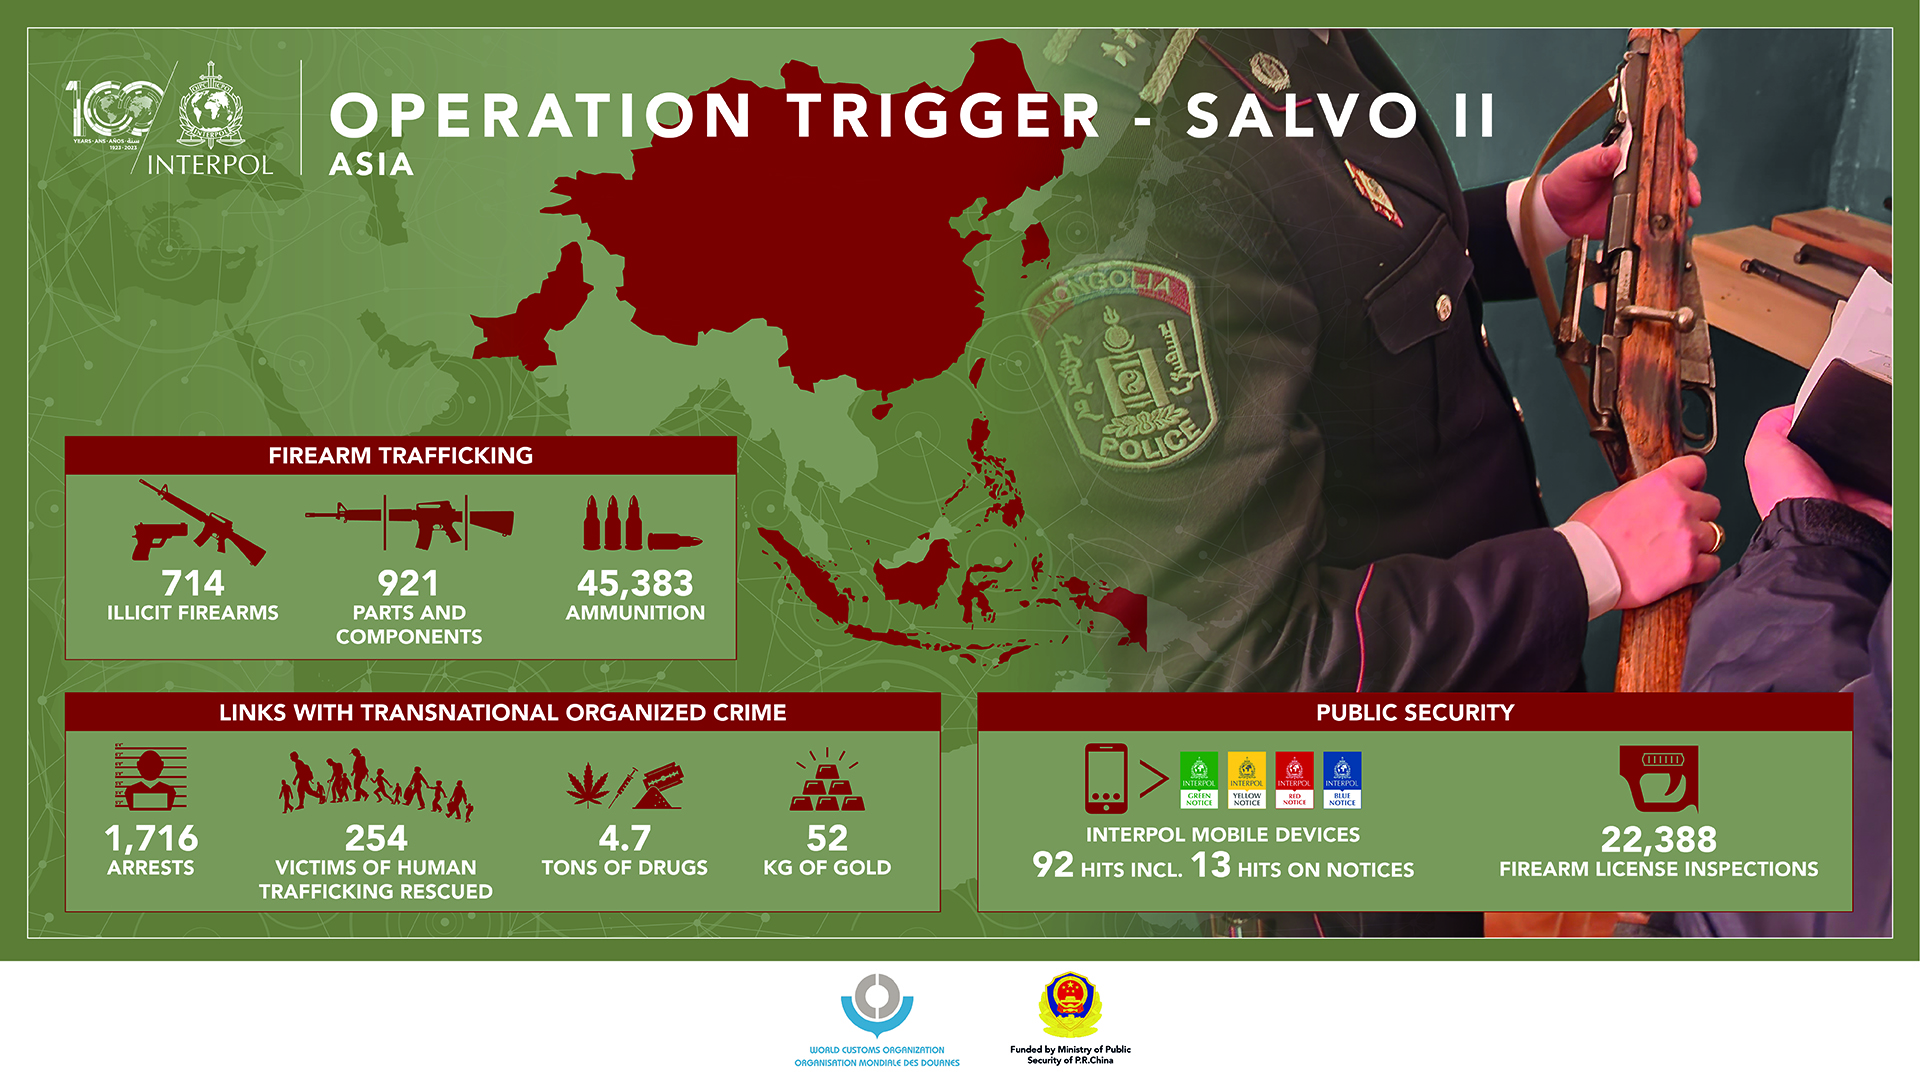 100
YEARS · ANS · AÑOS · سنة
1923 - 2023
INTERPOL
OPERATION TRIGGER - SALVO II
ASIA
MONGOLIA
POLICE
FIREARM TRAFFICKING
714
ILLICIT FIREARMS
921
PARTS AND
COMPONENTS
45,383
AMMUNITION
LINKS WITH TRANSNATIONAL ORGANIZED CRIME
1,716
ARRESTS
254
VICTIMS OF HUMAN
TRAFFICKING RESCUED
4.7
TONS OF DRUGS
52
KG OF GOLD
PUBLIC SECURITY
INTERPOL
GREEN
NOTICE
INTERPOL
YELLOW
NOTICE
INTERPOL
RED
NOTICE
INTERPOL
BLUE
NOTICE
INTERPOL MOBILE DEVICES
92 HITS INCL. 13 HITS ON NOTICES
22,388
FIREARM LICENSE INSPECTIONS
WORLD CUSTOMS ORGANIZATION
ORGANISATION MONDIALE DES DOUANES
Funded by Ministry of Public
Security of P.R.China